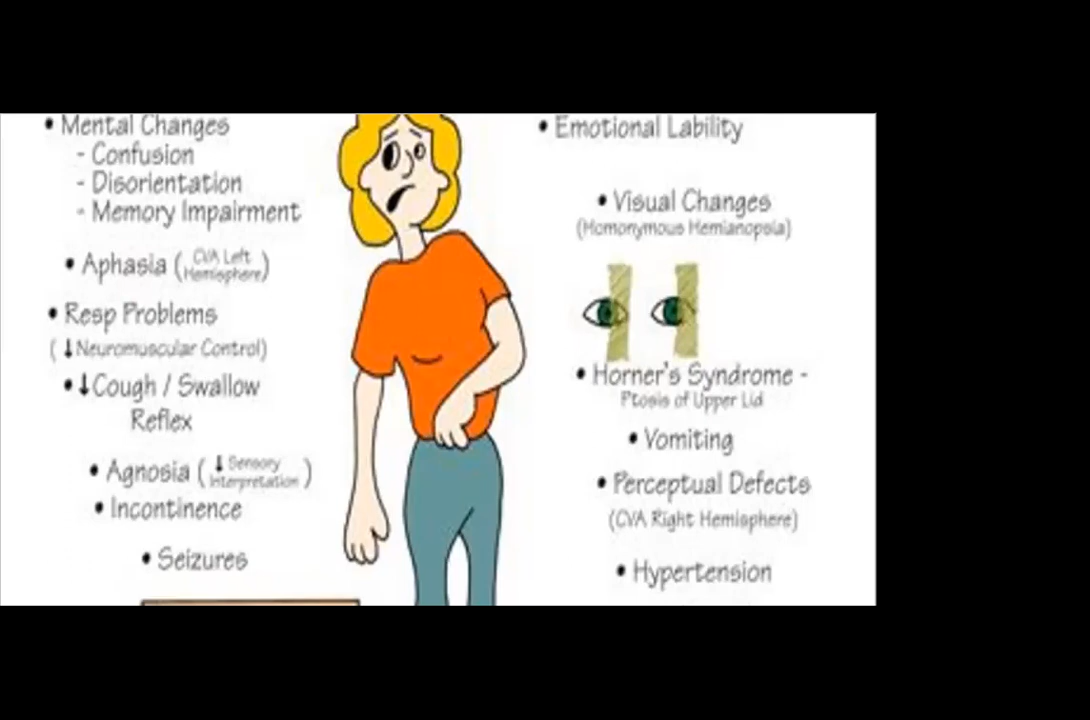 • Mental Changes
- Confusion
- Disorientation
- Memory Impairment
• Aphasia (CVA Left
Hemisphere)
• Resp Problems
(↓Neuromuscular Control)
• ↓Cough / Swallow
Reflex
• Agnosia (↓Sensory
Interpretation)
• Incontinence
• Seizures
• Emotional Lability
• Visual Changes
(Homonymous Hemianopsia)
• Horner's Syndrome -
Ptosis of Upper Lid
• Vomiting
• Perceptual Defects
(CVA Right Hemisphere)
• Hypertension